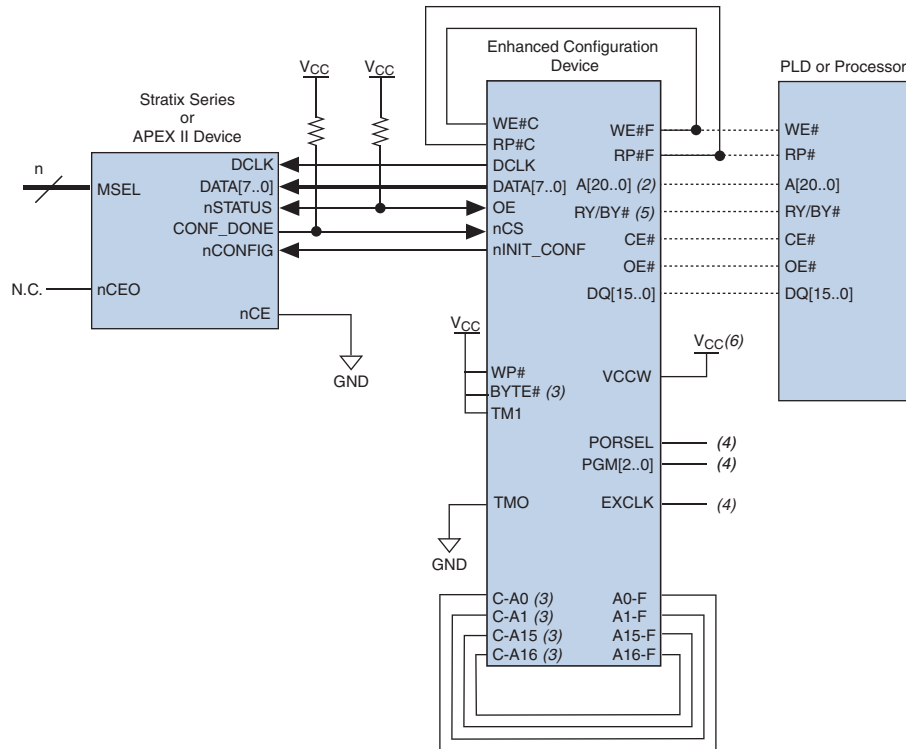 Enhanced Configuration
Device
PLD or Processor
VCC
VCC
Stratix Series
or
APEX II Device
n
MSEL
DCLK
DATA[7..0]
nSTATUS
CONF_DONE
nCONFIG
N.C.
nCEO
nCE
GND
WE#C
RP#C
DCLK
DATA[7..0]
OE
nCS
nINIT_CONF
WE#F
RP#F
A[20..0] (2)
RY/BY# (5)
CE#
OE#
DQ[15..0]
WE#
RP#
A[20..0]
RY/BY#
CE#
OE#
DQ[15..0]
VCC
WP#
BYTE# (3)
TM1
VCC(6)
VCCW
PORSEL
(4)
PGM[2..0]
(4)
TMO
EXCLK
(4)
GND
C-A0 (3)
A0-F
C-A1 (3)
A1-F
C-A15 (3)
A15-F
C-A16 (3)
A16-F